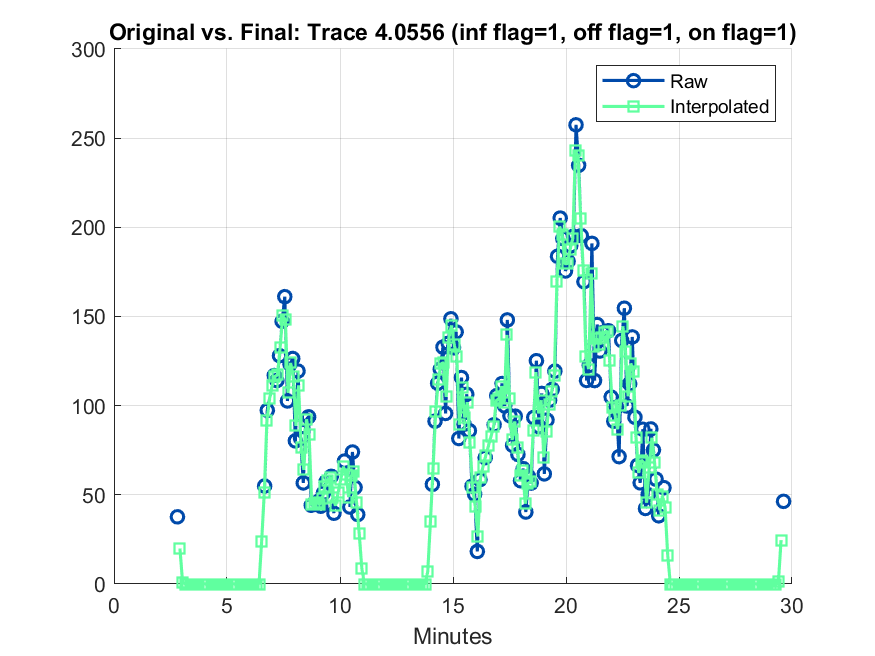 Original vs. Final: Trace 4.0556 (inf flag=1, off flag=1, on flag=1)
300
250
200
150
100
50
0
Raw
Interpolated
0 5 10 15 20 25 30
Minutes